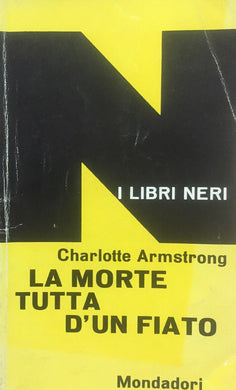 N
I LIBRI NERI
Charlotte Armstrong
LA MORTE
TUTTA
D'UN FIATO
Mondadori